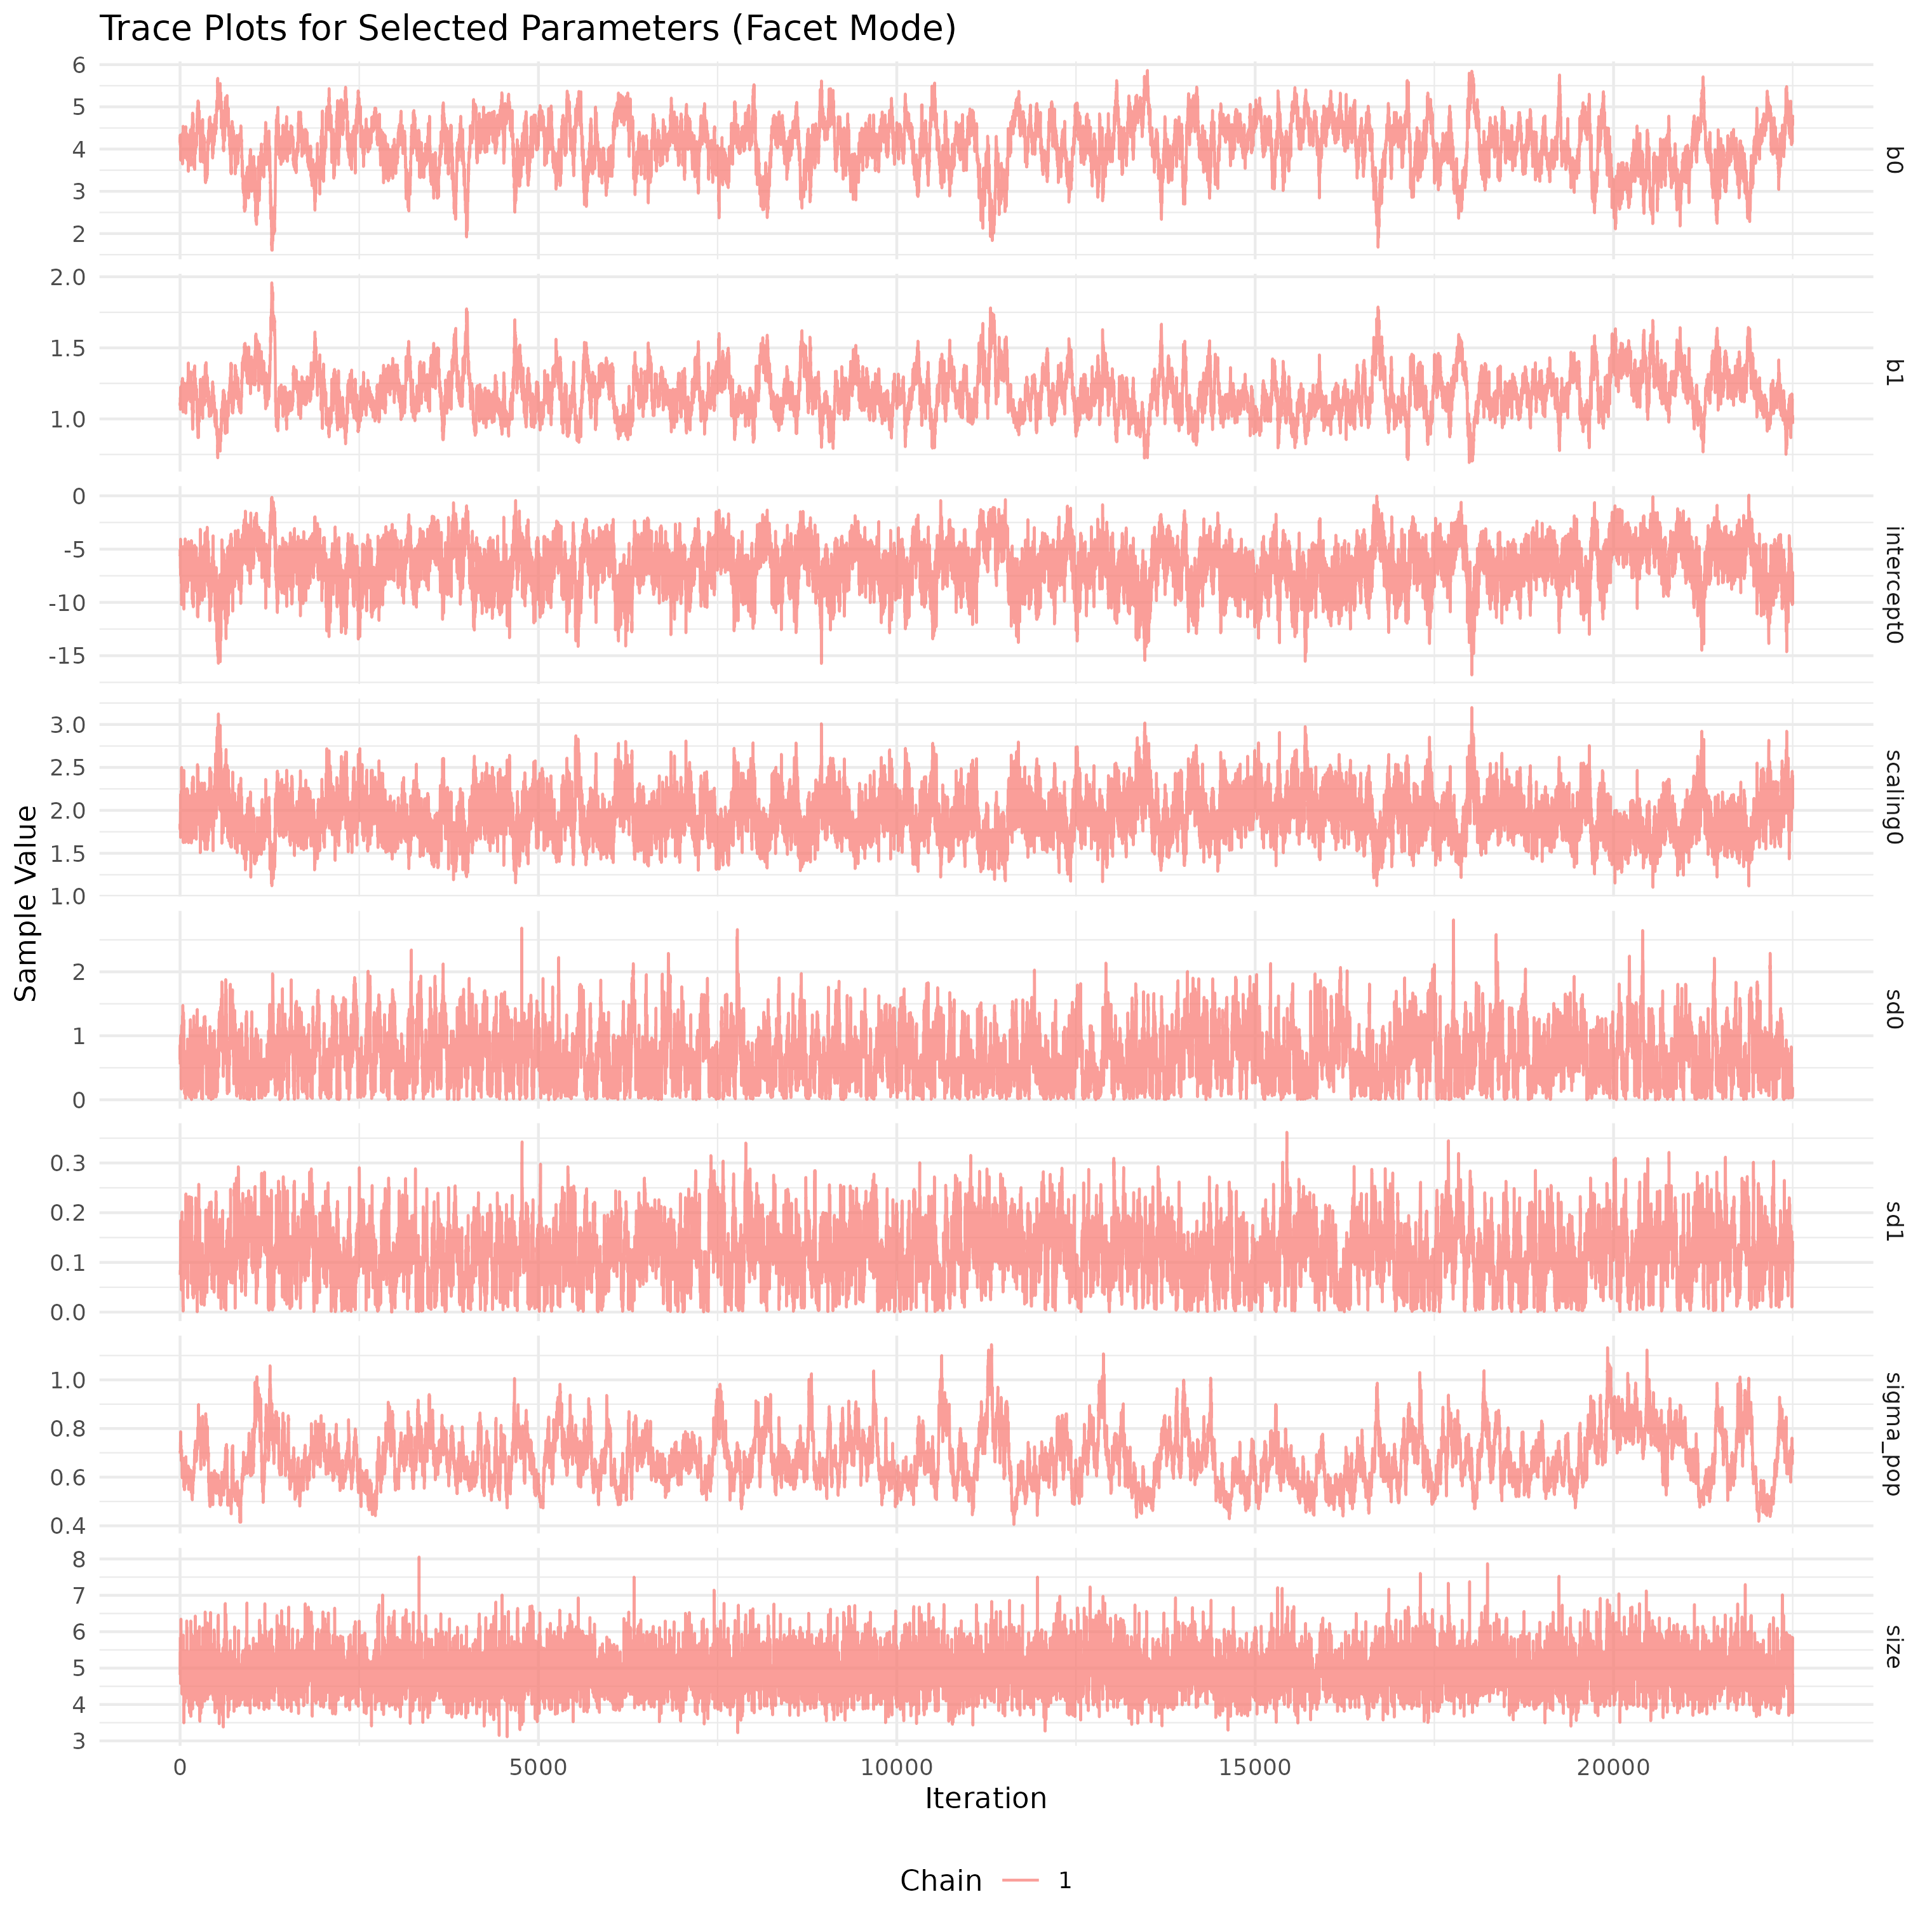 Trace Plots for Selected Parameters (Facet Mode)
Sample Value
6
5
4
3
2
b0
2.0
1.5
1.0
b1
0
-5
-10
-15
intercept0
3.0
2.5
2.0
1.5
1.0
scaling0
2
1
0
sd0
0.3
0.2
0.1
0.0
sd1
1.0
0.8
0.6
0.4
sigma_pop
8
7
6
5
4
3
size
0 5000 10000 15000 20000
Iteration
Chain 1